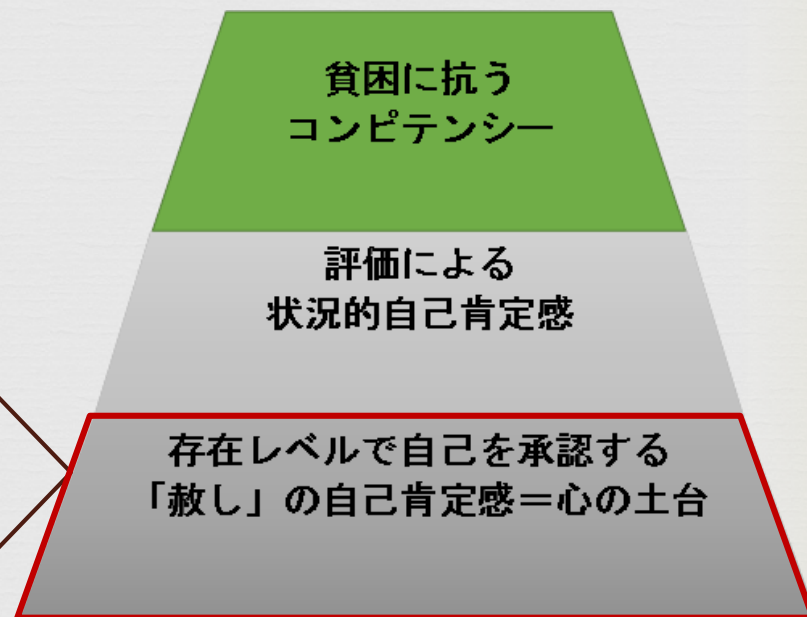 貧困に抗う
コンピテンシー
評価による
状況的自己肯定感
存在レベルで自己を承認する
「赦し」の自己肯定感＝心の土台